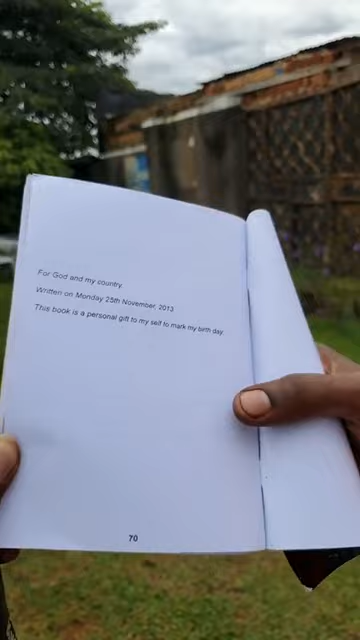 For God and my country.
Written on Monday 25th November, 2013
This book is a personal gift to my self to mark my birth day
70